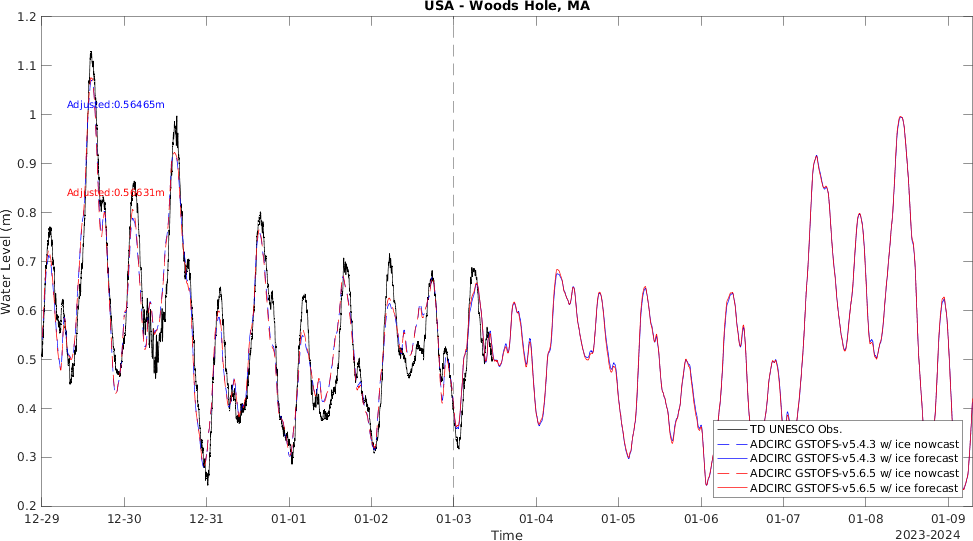 USA - Woods Hole, MA
1.2
1.1
1
0.9
0.8
0.7
0.6
0.5
0.4
0.3
0.2
Water Level (m)
Adjusted:0.56465m
Adjusted:0.56631m
TD UNESCO Obs.
ADCIRC GSTOFS-v5.4.3 w/ ice nowcast
ADCIRC GSTOFS-v5.4.3 w/ ice forecast
ADCIRC GSTOFS-v5.6.5 w/ ice nowcast
ADCIRC GSTOFS-v5.6.5 w/ ice forecast
12-29 12-30 12-31 01-01 01-02 01-03 01-04 01-05 01-06 01-07 01-08 01-09
Time
2023-2024